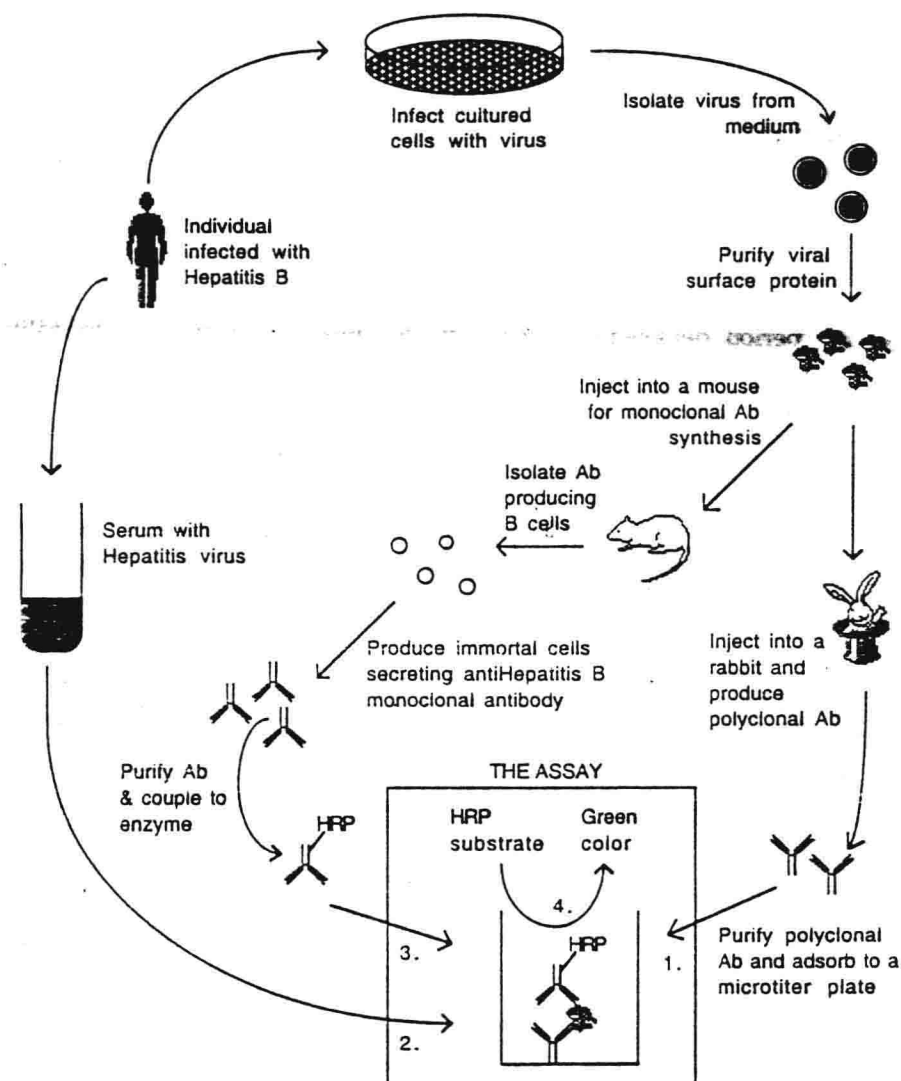 Infect cultured
cells with virus
Isolate virus from
medium
Individual
infected with
Hepatitis B
Purify viral
surface protein
Inject into a mouse
for monoclonal Ab
synthesis
Isolate Ab
producing
B cells
Serum with
Hepatitis virus
Produce immortal cells
secreting antiHepatitis B
monoclonal antibody
Inject into a
rabbit and
produce
polyclonal Ab
Purify Ab
& couple to
enzyme
HRP
THE ASSAY
HRP
substrate
Green
color
4.
HRP
3.
1.
2.
Purify polyclonal
Ab and adsorb to a
microtiter plate